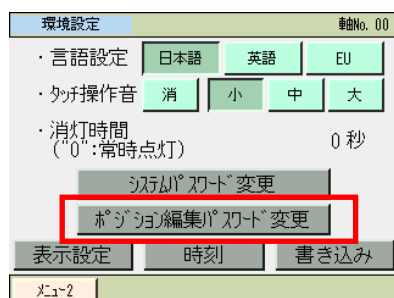 環境設定 軸No. 00
・言語設定 日本語 英語 EU
・ﾀｯﾁ操作音 消 小 中 大
・消灯時間 0 秒
("0":常時点灯)
ｼｽﾃﾑﾊﾟｽﾜｰﾄﾞ変更
ﾎﾟｼﾞｼｮﾝ編集ﾊﾟｽﾜｰﾄﾞ変更
表示設定 時刻 書き込み
ﾒﾆｭｰ2